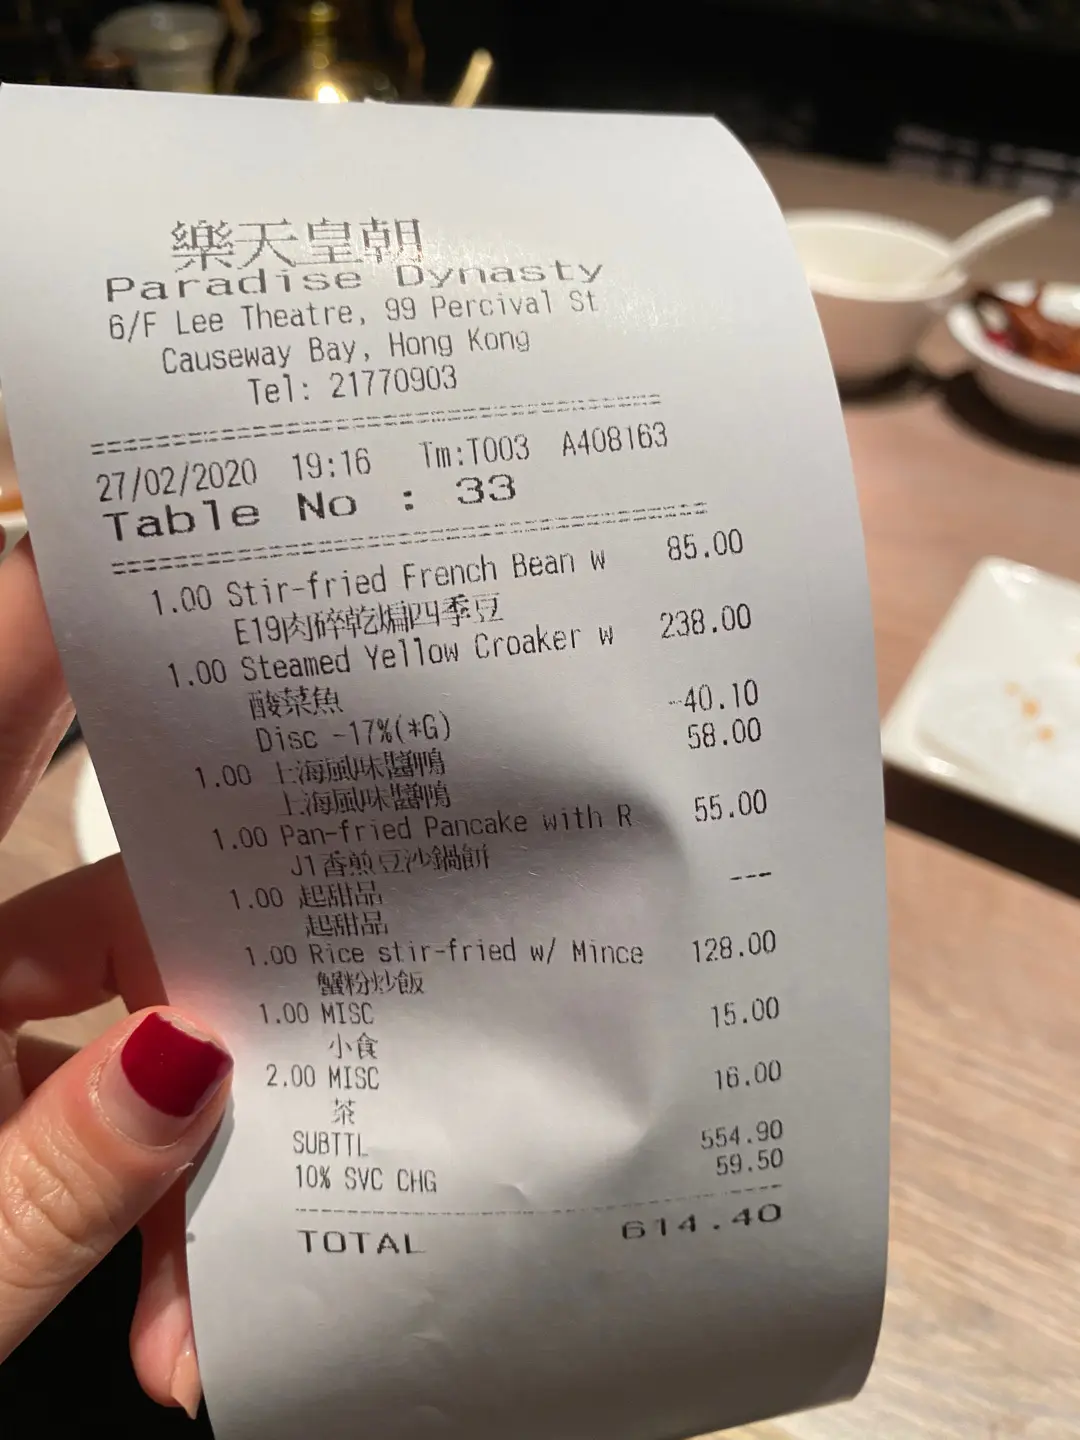 樂天皇朝
Paradise Dynasty
6/F Lee Theatre, 99 Percival St
Causeway Bay, Hong Kong
Tel: 21770903
27/02/2020 19:16 Tm:T003 A408163
Table No : 33
1.00 Stir-fried French Bean w 85.00
E19肉碎乾煸四季豆
1.00 Steamed Yellow Croaker w 238.00
酸菜魚
Disc -17%(*G) -40.10
1.00 上海風味醬鴨 58.00
上海風味醬鴨
1.00 Pan-fried Pancake with R 55.00
J1香煎豆沙鍋餅
1.00 起甜品 ---
起甜品
1.00 Rice stir-fried w/ Mince 128.00
蟹粉炒飯
1.00 MISC 15.00
小食
2.00 MISC 16.00
茶
SUBTTL 554.90
10% SVC CHG 59.50
TOTAL 614.40